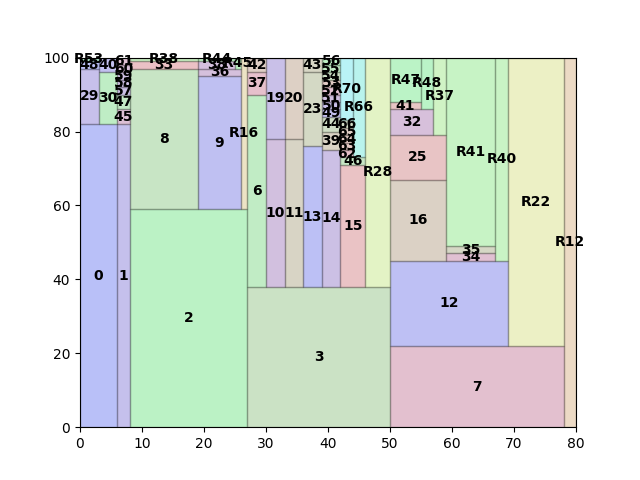 R53 R38 R44 61 56
48 40 60 33 38 R45 42 43 55
59 36 54
29 30 58 37 19 20 23 53 R70 R47 R48 R37
57 50 R66 41
47 49
45 R16 44 66 32
8 9 39 65 64 63 62 46 25 R41 R40
R28
6 10 11 13 14 15 16 R22
35 R12
34
0 1 2 12
3 7
100
80
60
40
20
0
0 10 20 30 40 50 60 70 80